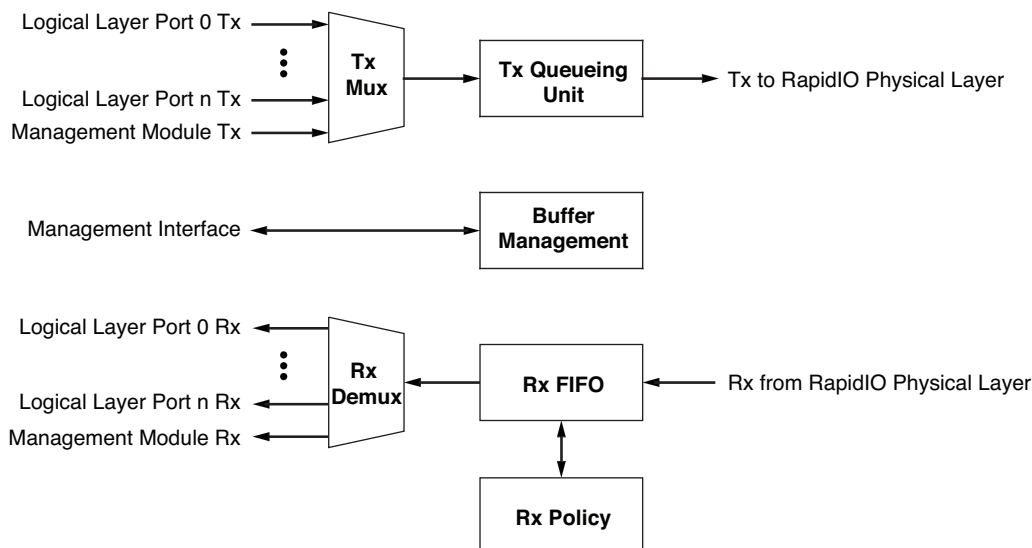 Logical Layer Port 0 Tx
Logical Layer Port n Tx
Management Module Tx
Tx
Mux
Tx Queueing
Unit
Tx to RapidIO Physical Layer
Management Interface
Buffer
Management
Logical Layer Port 0 Rx
Logical Layer Port n Rx
Management Module Rx
Rx
Demux
Rx FIFO
Rx from RapidIO Physical Layer
Rx Policy